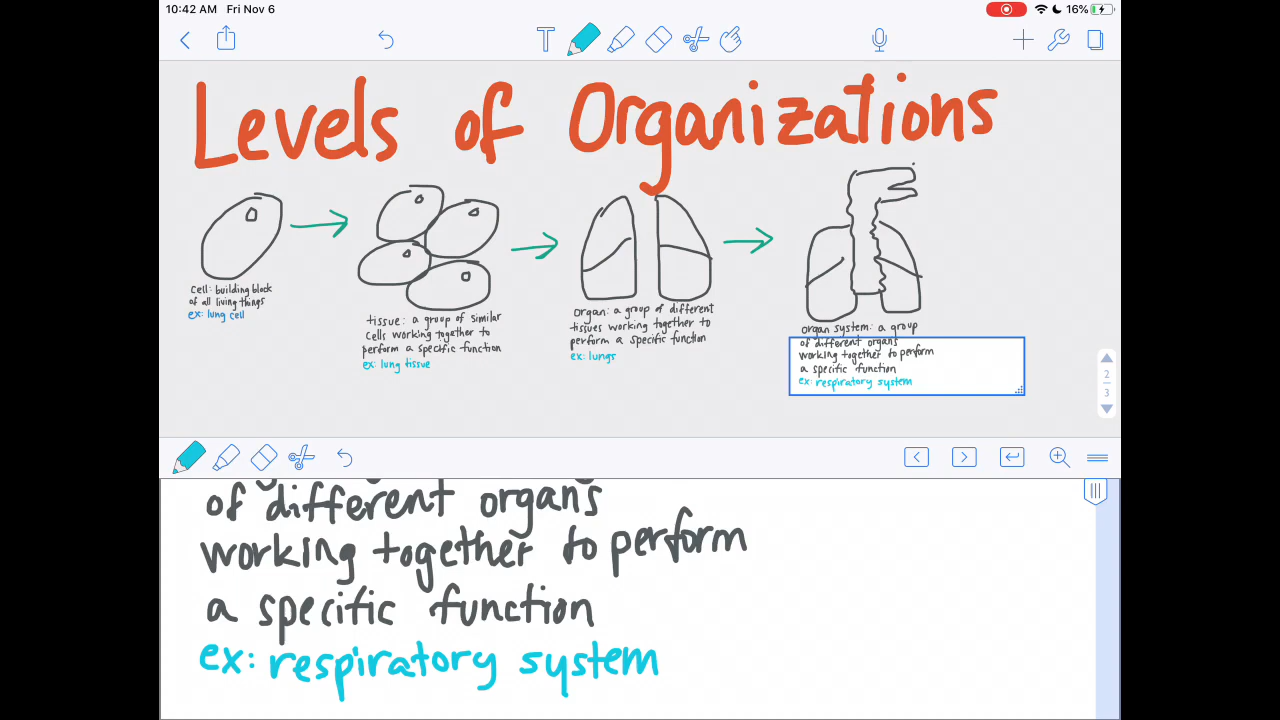 10:42 AM Fri Nov 6
16%
T
Levels of Organizations
cell: building block
of all living things
ex: lung cell
tissue: a group of similar
cells working together to
perform a specific function
ex: lung tissue
organ: a group of different
tissues working together to
perform a specific function
ex: lungs
organ system: a group
of different organs
working together to perform
a specific function
ex: respiratory system
2
3
of different organs
working together to perform
a specific function
ex: respiratory system